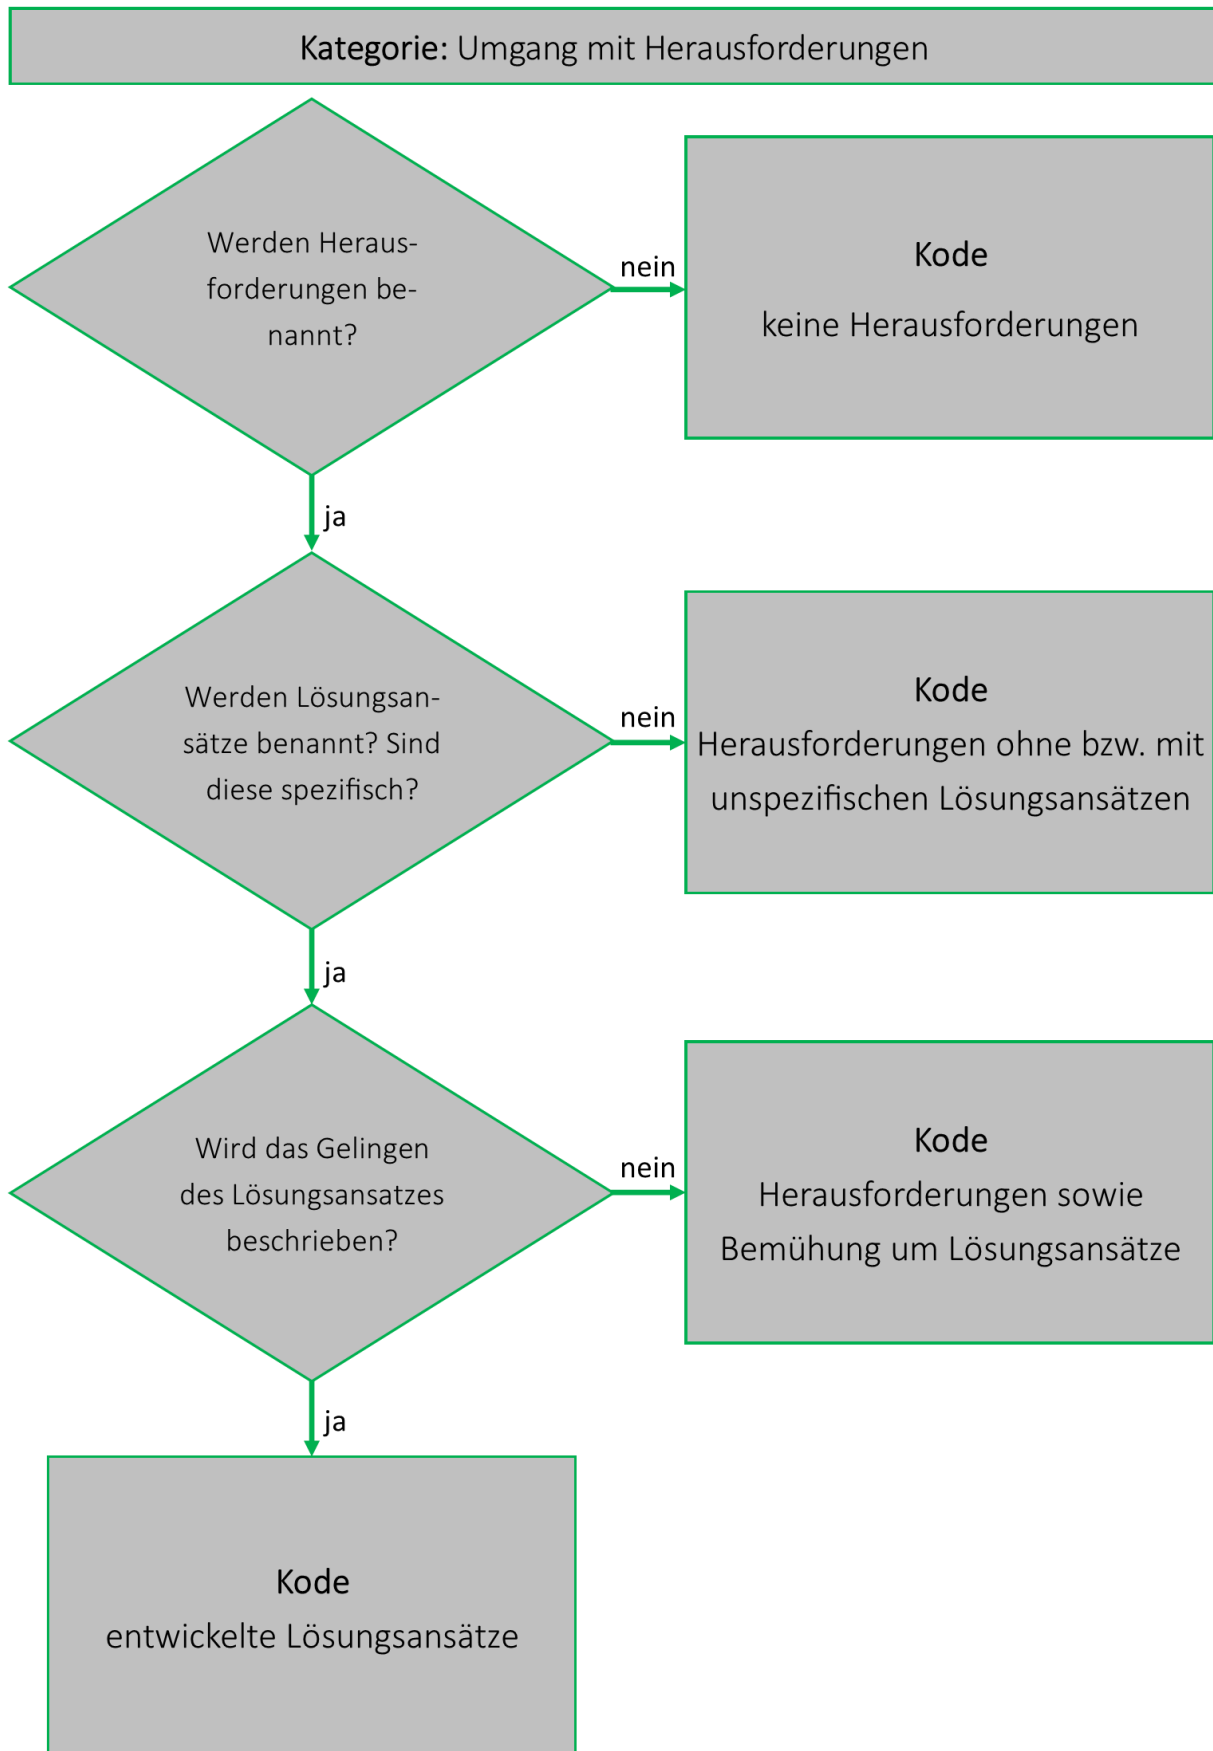 Kategorie: Umgang mit Herausforderungen
Werden Heraus-
forderungen be-
nannt?
nein
Kode
keine Herausforderungen
ja
Werden Lösungsan-
sätze benannt? Sind
diese spezifisch?
nein
Kode
Herausforderungen ohne bzw. mit
unspezifischen Lösungsansätzen
ja
Wird das Gelingen
des Lösungsansatzes
beschrieben?
nein
Kode
Herausforderungen sowie
Bemühung um Lösungsansätze
ja
Kode
entwickelte Lösungsansätze